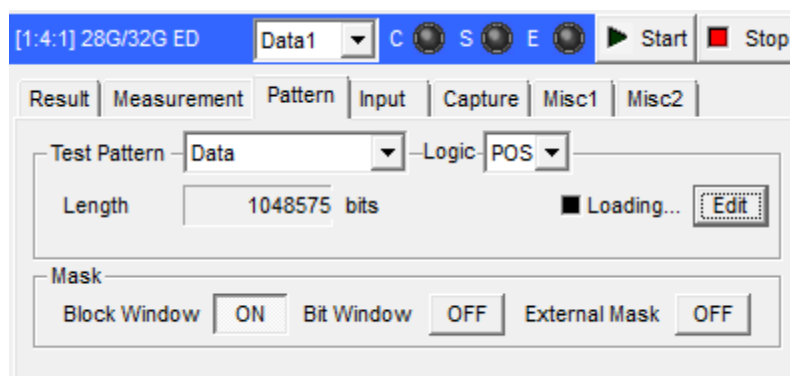 [1:4:1] 28G/32G ED Data1 C S E Start Stop
Result Measurement Pattern Input Capture Misc1 Misc2
Test Pattern Data Logic POS
Length 1048575 bits Loading... Edit
Mask
Block Window ON Bit Window OFF External Mask OFF